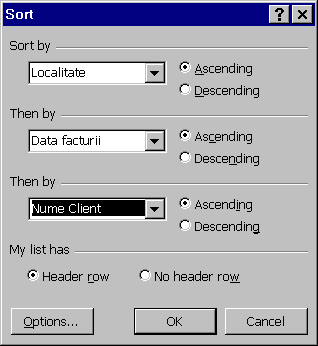 Sort
Sort by
Localitate
Ascending
Descending
Then by
Data facturii
Ascending
Descending
Then by
Nume Client
Ascending
Descending
My list has
Header row No header row
Options... OK Cancel